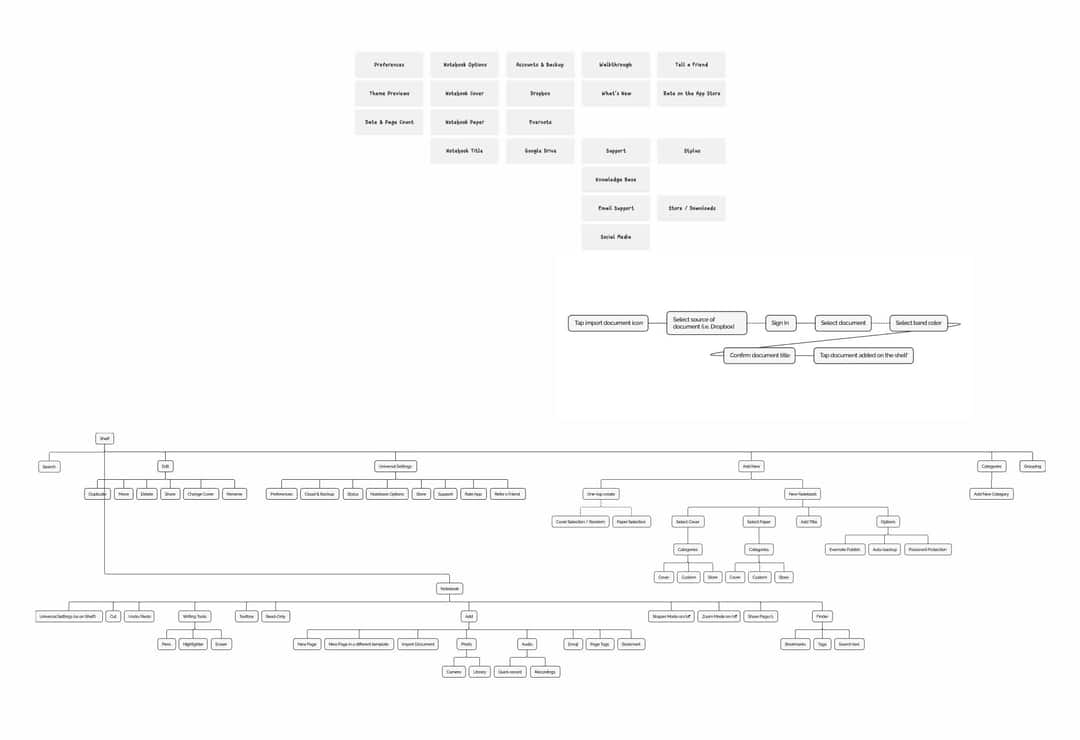 Preferences Notebook Options Accounts & Backup Walkthrough Tell a friend
Theme Previews Notebook Cover Dropbox What's New Rate on the App Store
Date & Page Count Notebook Paper Evernote
Notebook Title Google Drive Support Stylus
Knowledge Base
Email Support Store / Downloads
Social Media
Tap import document icon
Select source of
document (i.e. Dropbox)
Sign in
Select document
Select band color
Confirm document title
Tap document added on the shelf
Shelf
Search Edit Universal Settings Add New Categories Grouping
Duplicate Move Delete Share Change Cover Rename Preferences Cloud & Backup Stylus Notebook Options Store Support Rate App Refer a Friend One-tap create New Notebook Add New Category
Cover Selection / Random Paper Selection Select Cover Select Paper Add Title Options
Categories Categories Evernote Publish Auto-backup Password Protection
Cover Custom Store Cover Custom Store
Notebook
Universal Settings (as on Shelf) Cut Undo/Redo Writing Tools Textbox Read-Only Add Shapes Mode on/off Zoom Mode on/off Share Page/s Finder
Pens Highlighter Eraser New Page New Page in a different template Import Document Photo Audio Emoji Page Tags Bookmark Bookmarks Tags Search text
Camera Library Quick record Recordings